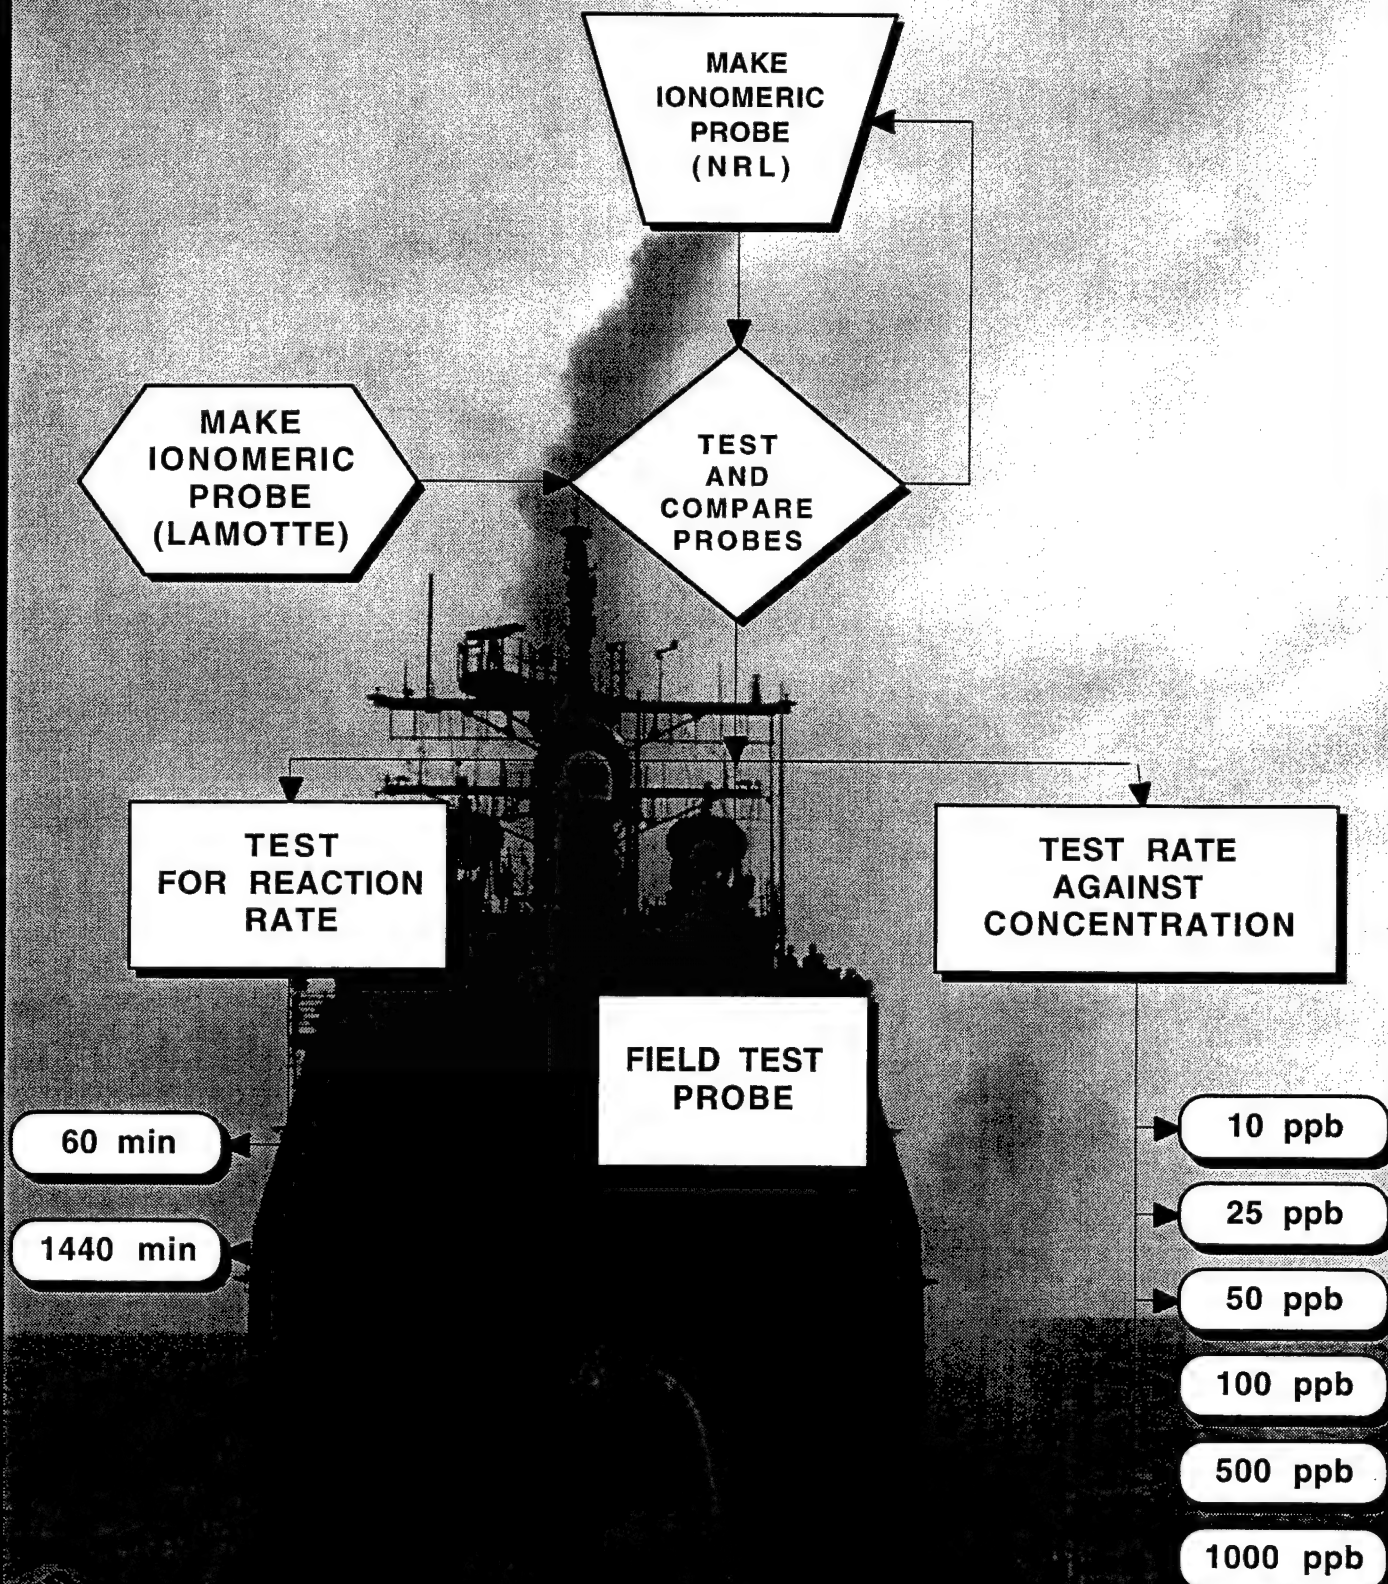 MAKE
IONOMERIC
PROBE
(NRL)
MAKE
IONOMERIC
PROBE
(LAMOTTE)
TEST
AND
COMPARE
PROBES
TEST
FOR REACTION
RATE
TEST RATE
AGAINST
CONCENTRATION
FIELD TEST
PROBE
60 min
1440 min
10 ppb
25 ppb
50 ppb
100 ppb
500 ppb
1000 ppb